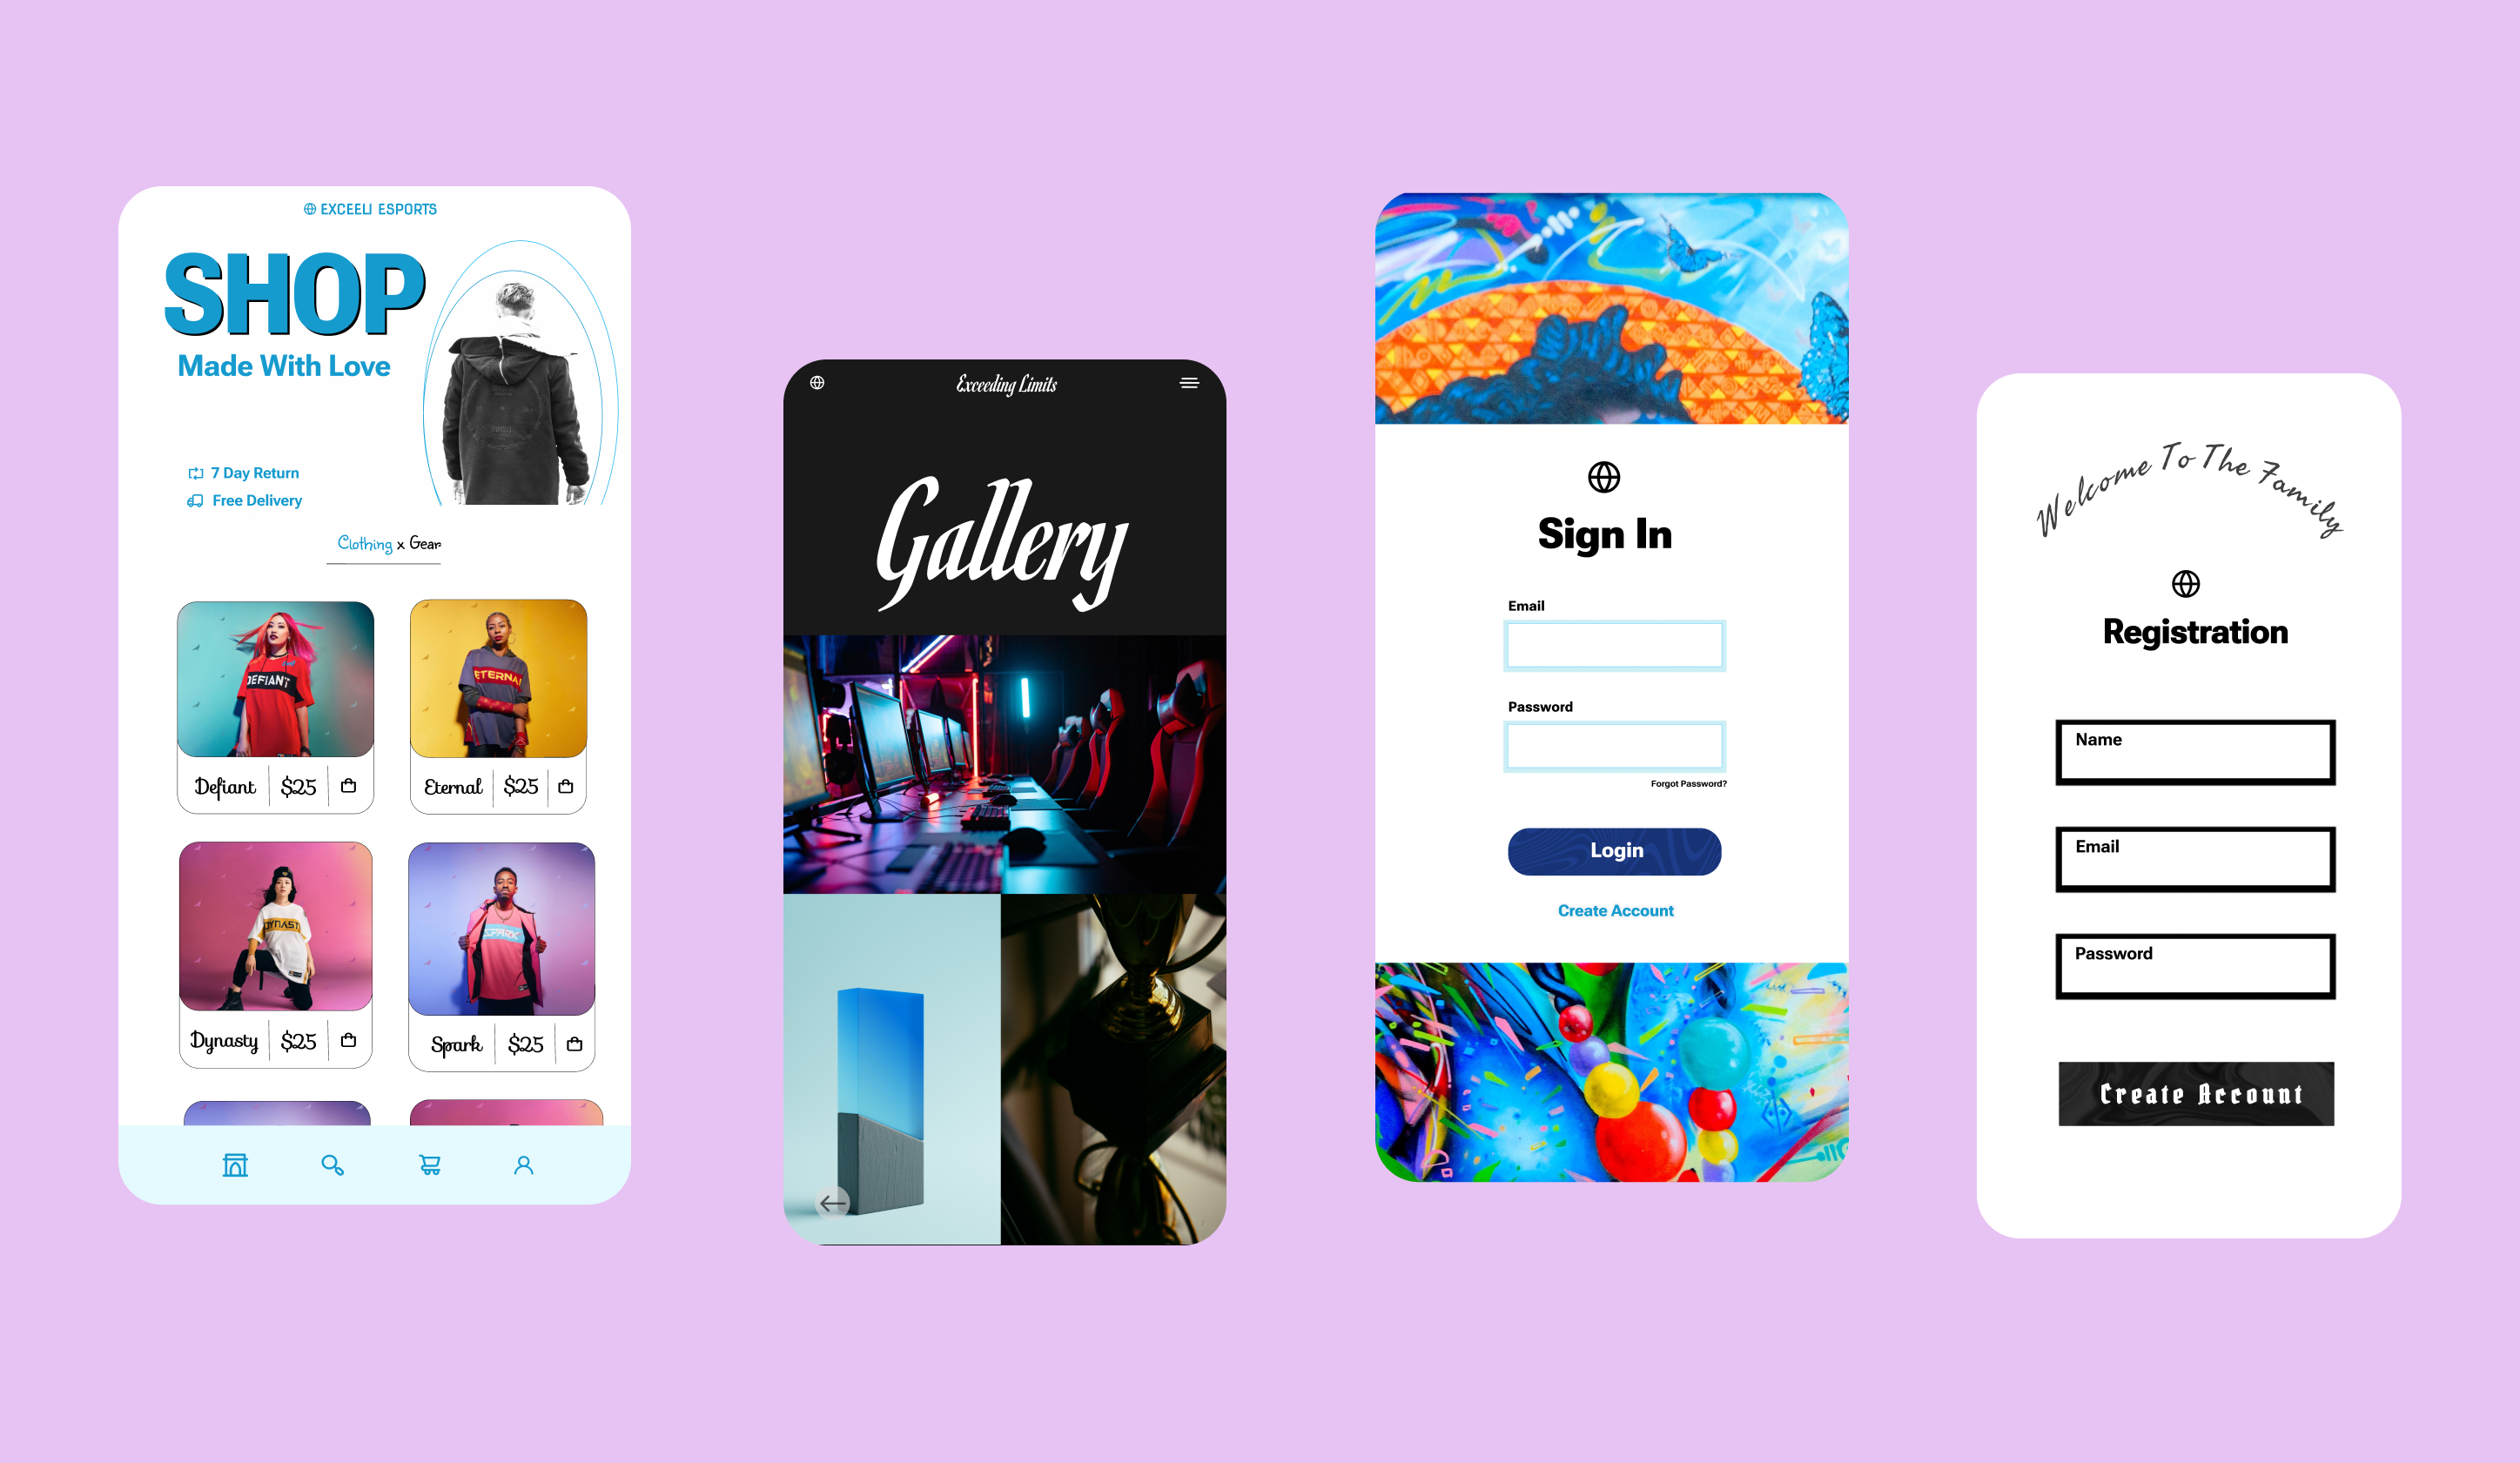 EXCEELI ESPORTS
SHOP
Made With Love
7 Day Return
Free Delivery
Clothing x Gear
DEFIANT
ETERNAL
Defiant $25
Eternal $25
DYNAST
SPARK
Dynasty $25
Spark $25
Exceeding Limits
Gallery
Sign In
Email
Password
Forgot Password?
Login
Create Account
Welcome To The Family
Registration
Name
Email
Password
Create Account